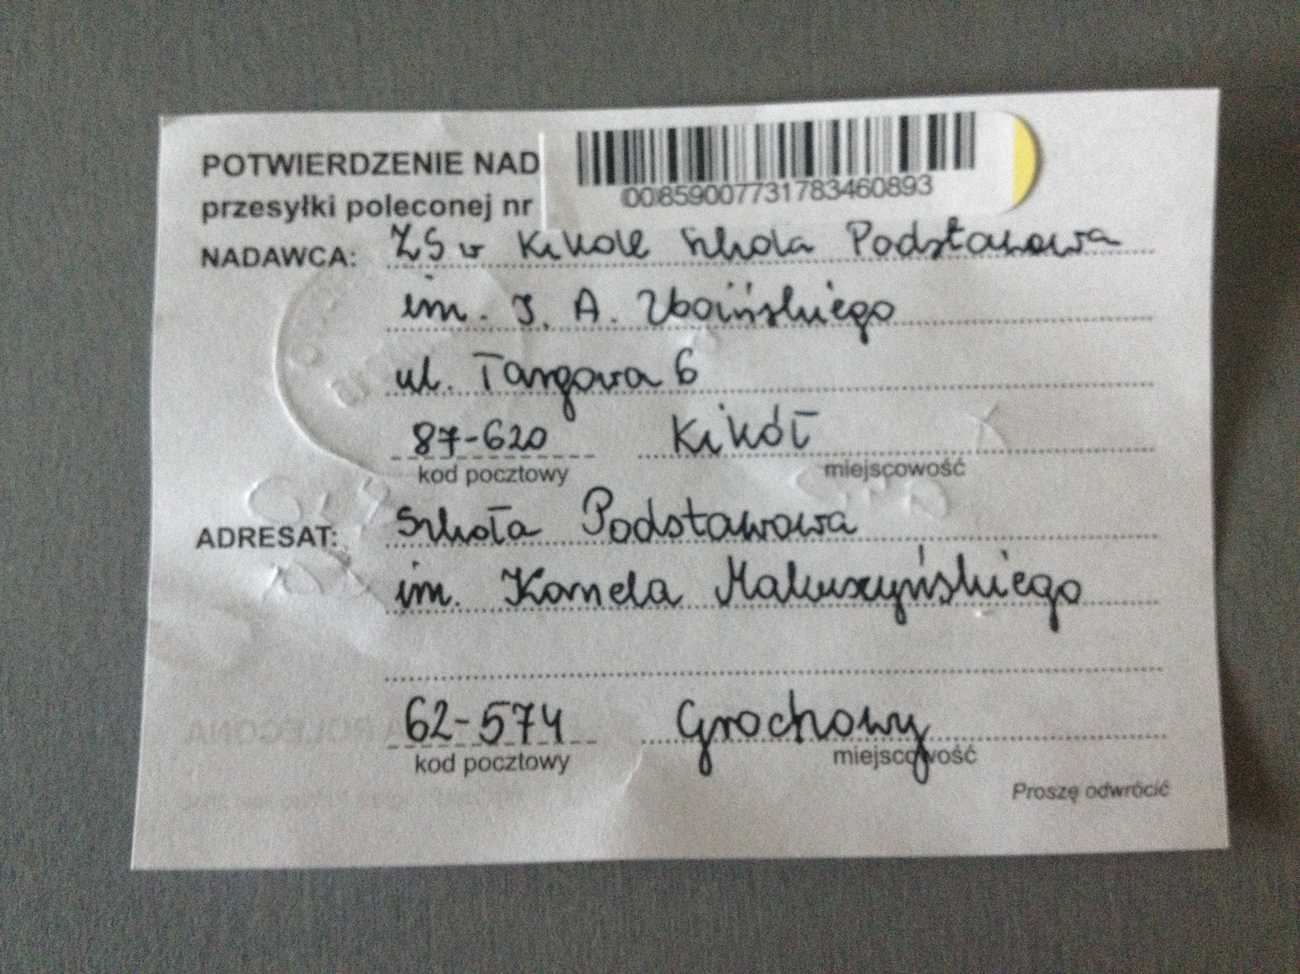 POTWIERDZENIE NAD
przesyłki poleconej nr
(00)859007731783460893
NADAWCA: ZS w Kikole Szkoła Podstawowa
im. J. A. Zboińskiego
ul. Targowa 6
87-620 Kikół
kod pocztowy miejscowość
ADRESAT: Szkoła Podstawowa
im. Kornela Makuszyńskiego
62-574 Grochowy
kod pocztowy miejscowość
Proszę odwrócić